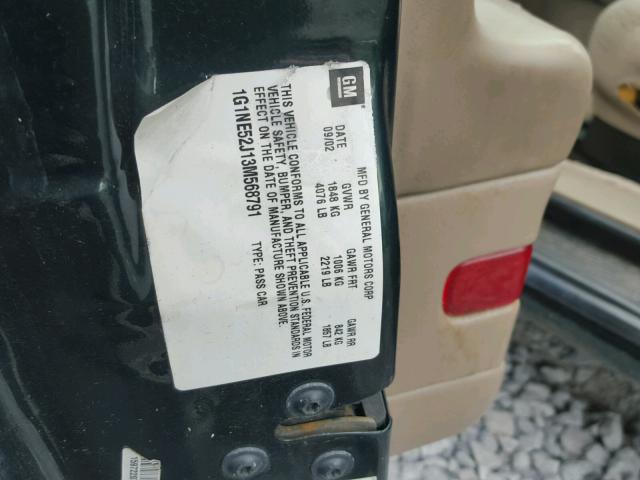 GM
MFD BY GENERAL MOTORS CORP
DATE GVWR GAWR FRT GAWR RR
09/02 1848 KG 1006 KG 842 KG
4076 LB 2219 LB 1857 LB
THIS VEHICLE CONFORMS TO ALL APPLICABLE U.S. FEDERAL MOTOR
VEHICLE SAFETY, BUMPER, AND THEFT PREVENTION STANDARDS IN
EFFECT ON THE DATE OF MANUFACTURE SHOWN ABOVE.
1G1NE52J13M568791 TYPE: PASS CAR